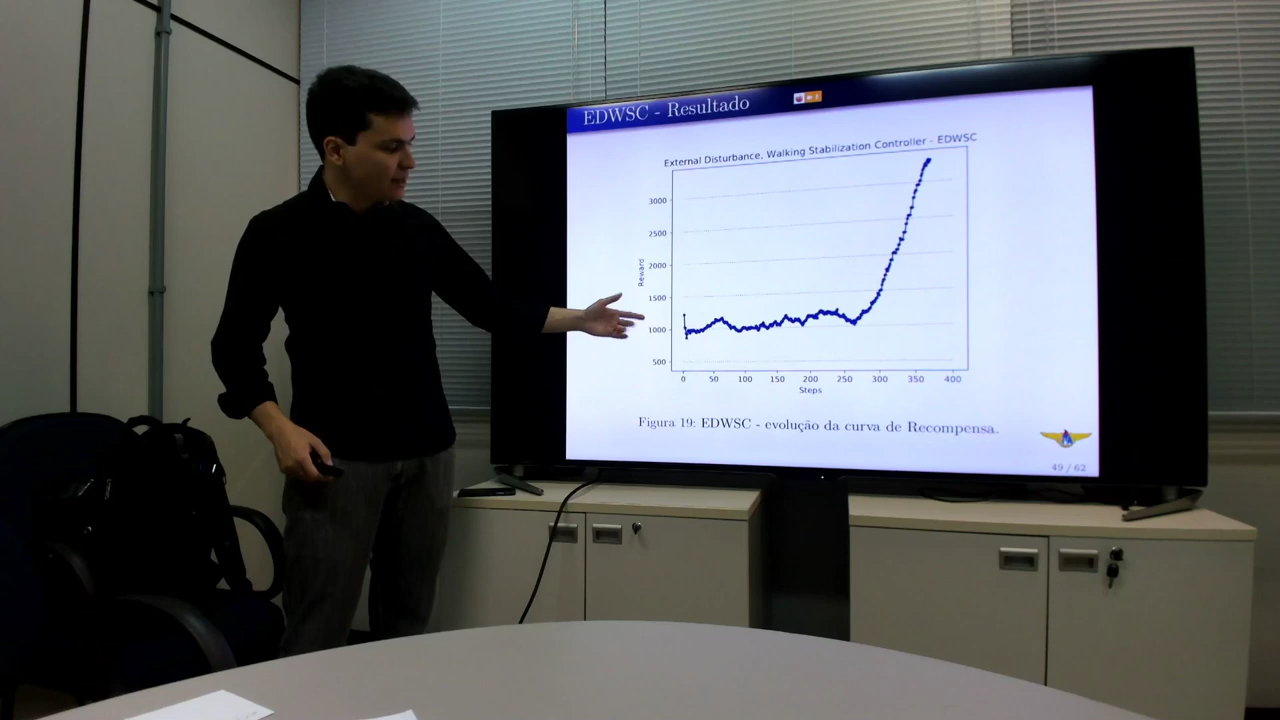 EDWSC - Resultado
External Disturbance, Walking Stabilization Controller - EDWSC
3000
2500
2000
1500
1000
500
Reward
0 50 100 150 200 250 300 350 400
Steps
Figura 19: EDWSC - evolução da curva de Recompensa.
49 / 62